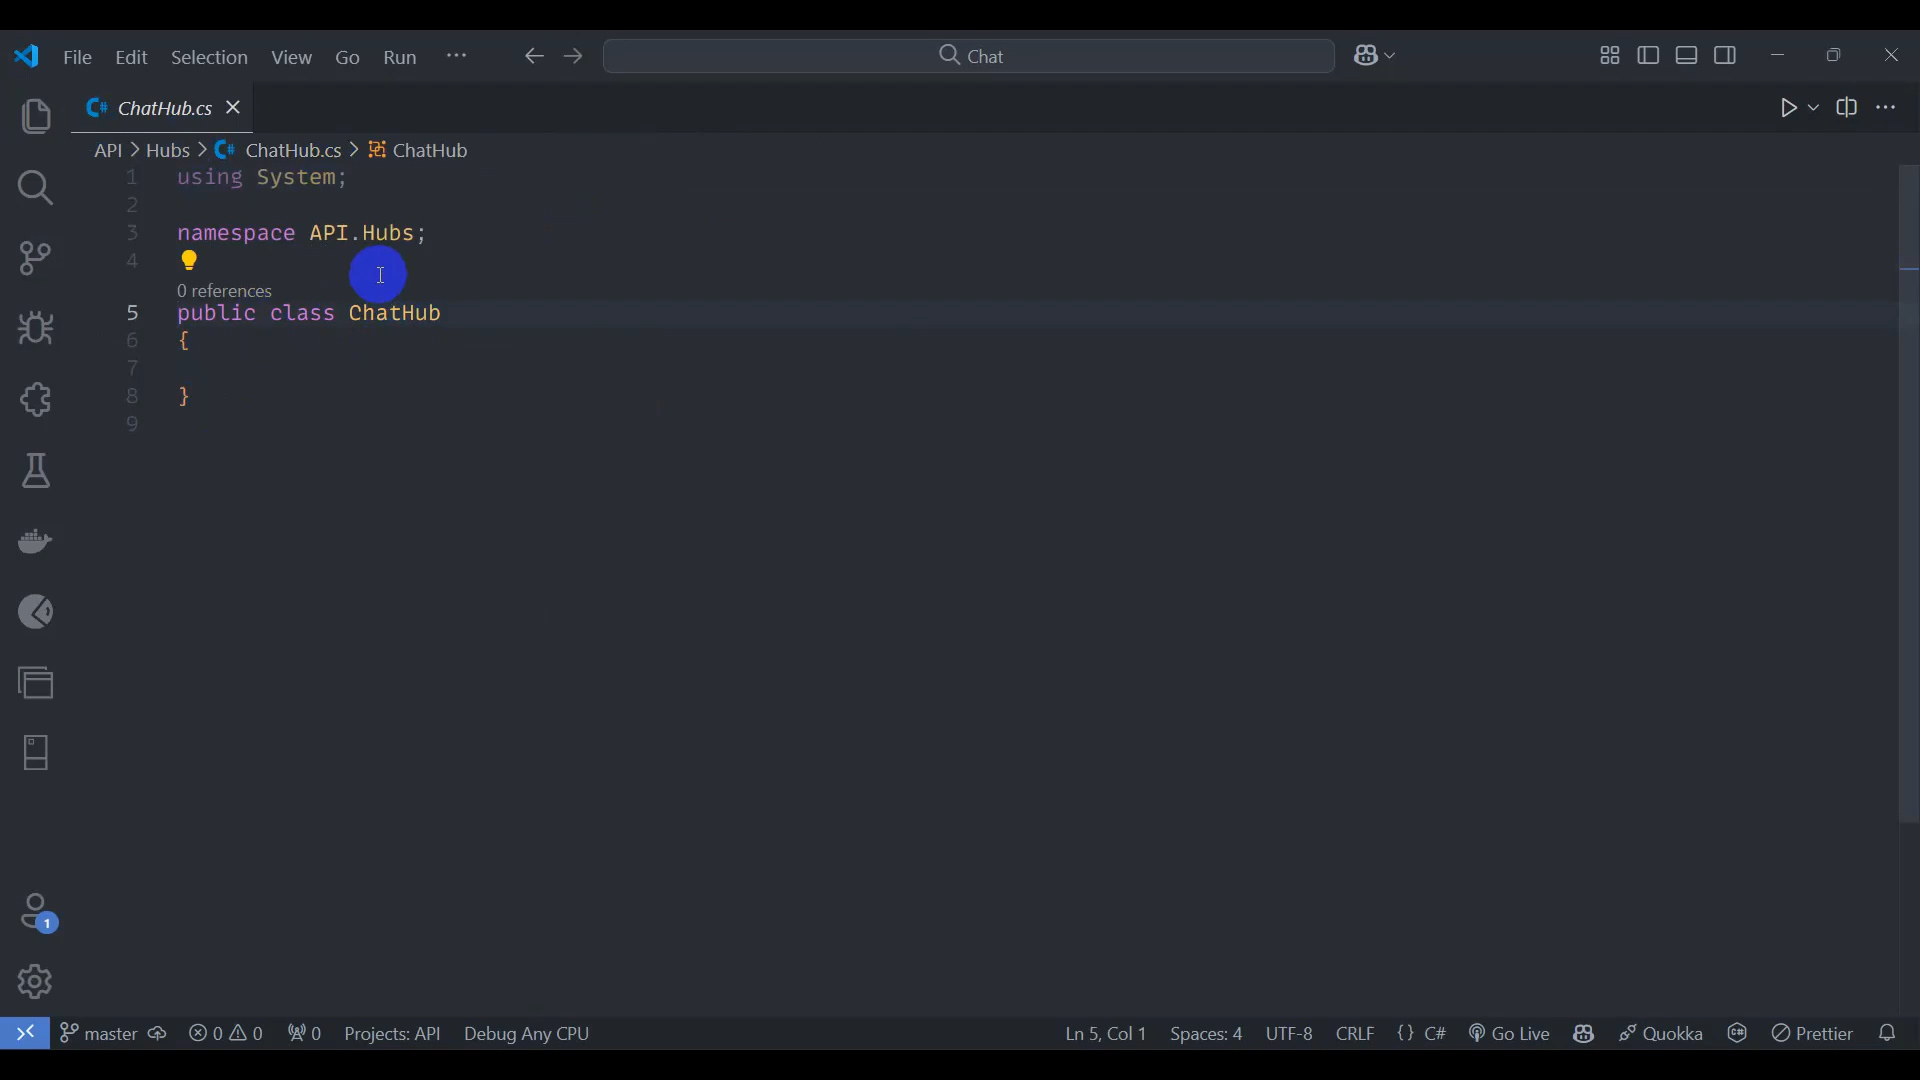 File Edit Selection View Go Run ··· Chat
ChatHub.cs
API > Hubs > ChatHub.cs > ChatHub
1 using System;
2
3 namespace API.Hubs;
4
0 references
5 public class ChatHub
6 {
7
8 }
9
1
master 0 0 0 Projects: API Debug Any CPU Ln 5, Col 1 Spaces: 4 UTF-8 CRLF {} C# Go Live Quokka Prettier